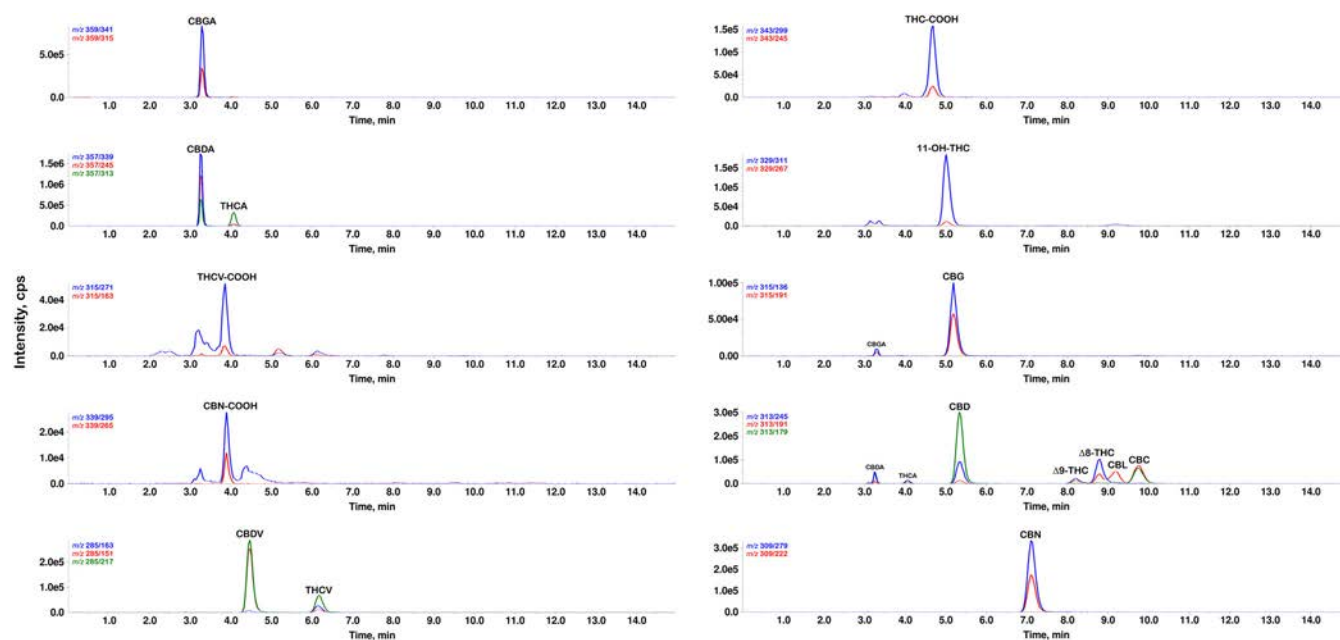 Intensity, cps
CBGA
m/z 359/341
m/z 359/315
5.0e5
0.0
1.0 2.0 3.0 4.0 5.0 6.0 7.0 8.0 9.0 10.0 11.0 12.0 13.0 14.0
Time, min
CBDA
m/z 357/339
m/z 357/245
m/z 357/313
1.5e6
1.0e6
5.0e5
0.0
THCA
1.0 2.0 3.0 4.0 5.0 6.0 7.0 8.0 9.0 10.0 11.0 12.0 13.0 14.0
Time, min
THCV-COOH
m/z 315/271
m/z 315/163
4.0e4
2.0e4
0.0
1.0 2.0 3.0 4.0 5.0 6.0 7.0 8.0 9.0 10.0 11.0 12.0 13.0 14.0
Time, min
CBN-COOH
m/z 339/295
m/z 339/265
2.0e4
1.0e4
0.0
1.0 2.0 3.0 4.0 5.0 6.0 7.0 8.0 9.0 10.0 11.0 12.0 13.0 14.0
Time, min
CBDV
m/z 285/163
m/z 285/151
m/z 285/217
2.0e5
1.0e5
0.0
THCV
1.0 2.0 3.0 4.0 5.0 6.0 7.0 8.0 9.0 10.0 11.0 12.0 13.0 14.0
Time, min
THC-COOH
m/z 343/299
m/z 343/245
1.5e5
1.0e5
5.0e4
0.0
1.0 2.0 3.0 4.0 5.0 6.0 7.0 8.0 9.0 10.0 11.0 12.0 13.0 14.0
Time, min
11-OH-THC
m/z 329/311
m/z 329/267
1.5e5
1.0e5
5.0e4
0.0
1.0 2.0 3.0 4.0 5.0 6.0 7.0 8.0 9.0 10.0 11.0 12.0 13.0 14.0
Time, min
CBG
m/z 315/136
m/z 315/191
1.00e5
5.00e4
0.00
CBGA
1.0 2.0 3.0 4.0 5.0 6.0 7.0 8.0 9.0 10.0 11.0 12.0 13.0 14.0
Time, min
CBD
m/z 313/245
m/z 313/191
m/z 313/179
3.0e5
2.0e5
1.0e5
0.0
CBDA THCA Δ9-THC Δ8-THC CBL CBC
1.0 2.0 3.0 4.0 5.0 6.0 7.0 8.0 9.0 10.0 11.0 12.0 13.0 14.0
Time, min
CBN
m/z 309/279
m/z 309/222
3.0e5
2.0e5
1.0e5
0.0
1.0 2.0 3.0 4.0 5.0 6.0 7.0 8.0 9.0 10.0 11.0 12.0 13.0 14.0
Time, min